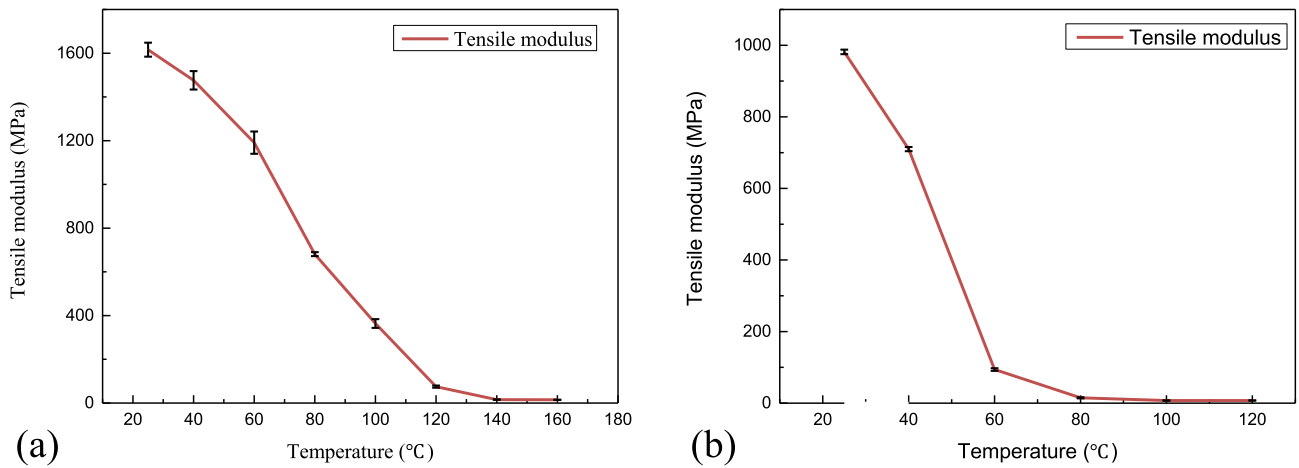 Tensile modulus
1600
1200
800
400
0
20 40 60 80 100 120 140 160 180
Tensile modulus (MPa)
Temperature (℃)
(a)
Tensile modulus
1000
800
600
400
200
0
20 40 60 80 100 120
Tensile modulus (MPa)
Temperature (℃)
(b)